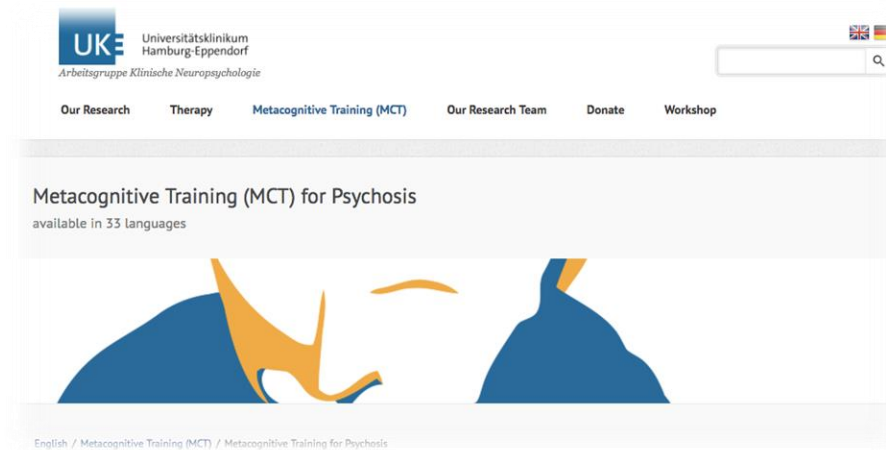 UKE
Universitätsklinikum
Hamburg-Eppendorf
Arbeitsgruppe Klinische Neuropsychologie
Our Research Therapy Metacognitive Training (MCT) Our Research Team Donate Workshop
Metacognitive Training (MCT) for Psychosis
available in 33 languages
English / Metacognitive Training (MCT) / Metacognitive Training for Psychosis